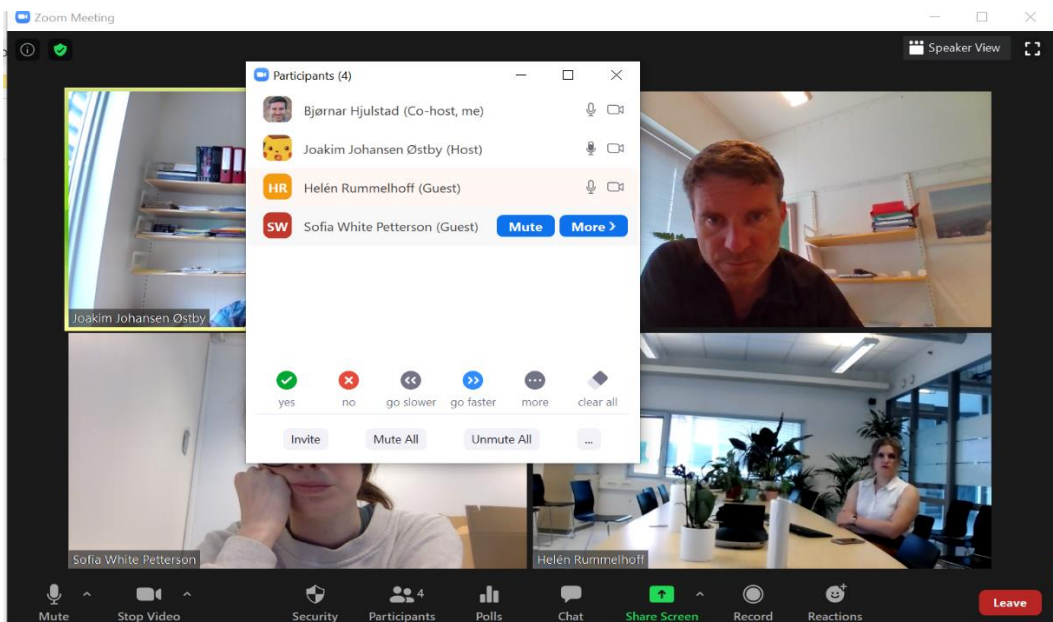 Zoom Meeting
Speaker View
Participants (4)
Bjørnar Hjulstad (Co-host, me)
Joakim Johansen Østby (Host)
HR Helén Rummelhoff (Guest)
SW Sofia White Petterson (Guest) Mute More >
Joakim Johansen Østby
yes no go slower go faster more clear all
Invite Mute All Unmute All ...
Sofia White Petterson
Helén Rummelhoff
4
Mute Stop Video Security Participants Polls Chat Share Screen Record Reactions Leave